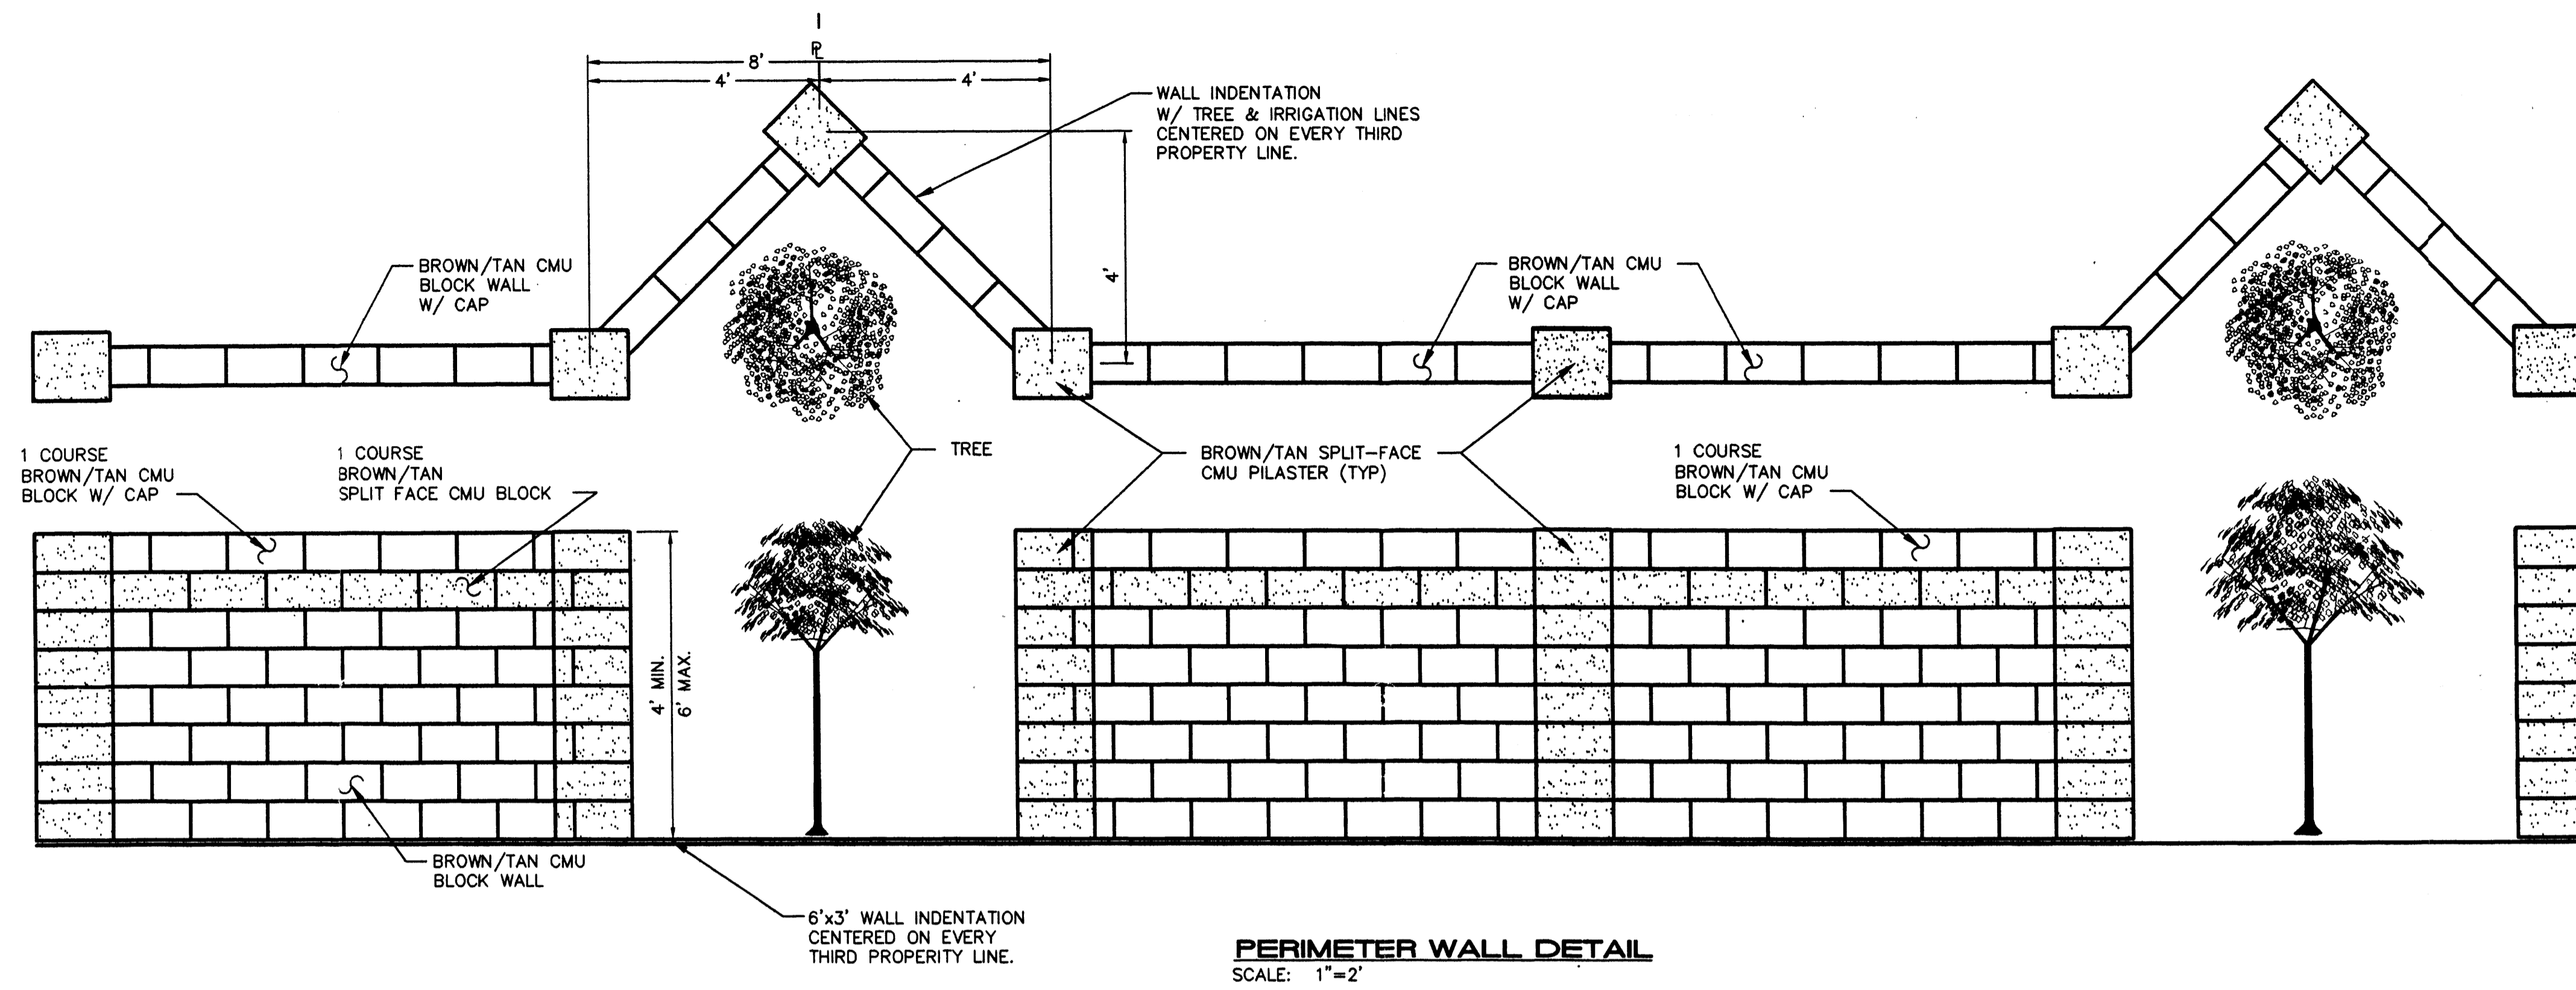 PL
8'
4'
4'
WALL INDENTATION
W/ TREE & IRRIGATION LINES
CENTERED ON EVERY THIRD
PROPERTY LINE.
4'
BROWN/TAN CMU
BLOCK WALL
W/ CAP
BROWN/TAN CMU
BLOCK WALL
W/ CAP
1 COURSE
BROWN/TAN CMU
BLOCK W/ CAP
1 COURSE
BROWN/TAN
SPLIT FACE CMU BLOCK
TREE
BROWN/TAN SPLIT-FACE
CMU PILASTER (TYP)
1 COURSE
BROWN/TAN CMU
BLOCK W/ CAP
4' MIN.
6' MAX.
BROWN/TAN CMU
BLOCK WALL
6'x3' WALL INDENTATION
CENTERED ON EVERY
THIRD PROPERITY LINE.
PERIMETER WALL DETAIL
SCALE: 1"=2'